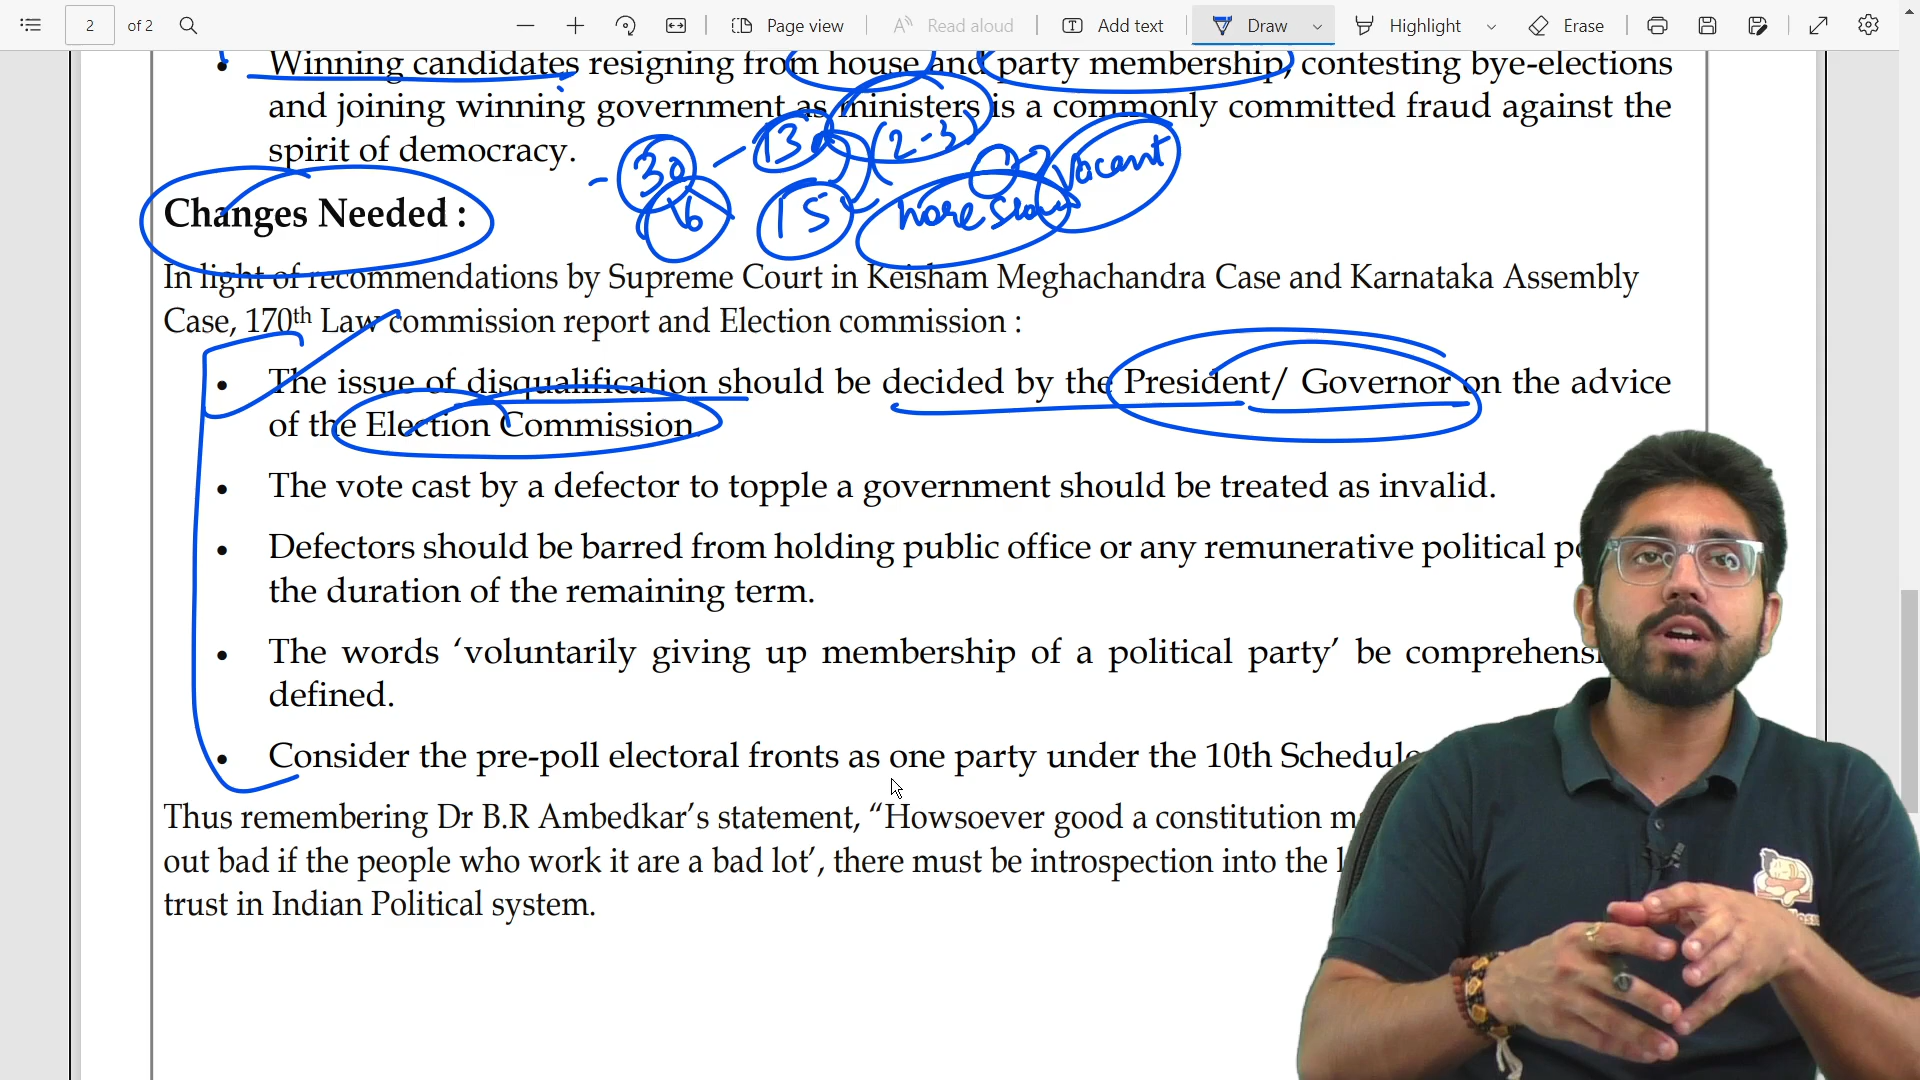 2 of 2 Page view Read aloud Add text Draw Highlight Erase
Winning candidates resigning from house and party membership, contesting bye-elections
and joining winning government as ministers is a commonly committed fraud against the
spirit of democracy.
30 - 130 (2-3) vacant
16 15
Changes Needed :
In light of recommendations by Supreme Court in Keisham Meghachandra Case and Karnataka Assembly
Case, 170th Law commission report and Election commission :
• The issue of disqualification should be decided by the President/ Governor on the advice
of the Election Commission.
• The vote cast by a defector to topple a government should be treated as invalid.
• Defectors should be barred from holding public office or any remunerative political
the duration of the remaining term.
• The words ‘voluntarily giving up membership of a political party’ be
defined.
• Consider the pre-poll electoral fronts as one party under the 10th
Thus remembering Dr B.R Ambedkar’s statement, “Howsoever good a constitution
out bad if the people who work it are a bad lot’, there must be introspection into the
trust in Indian Political system.